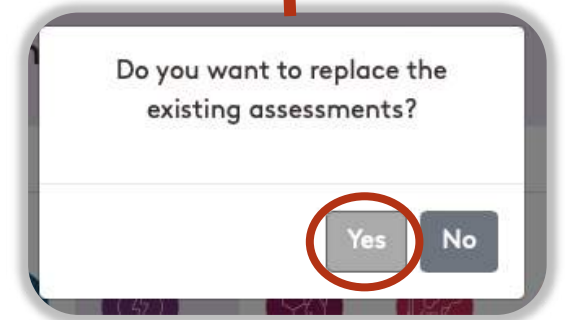 Do you want to replace the
existing assessments?
Yes No